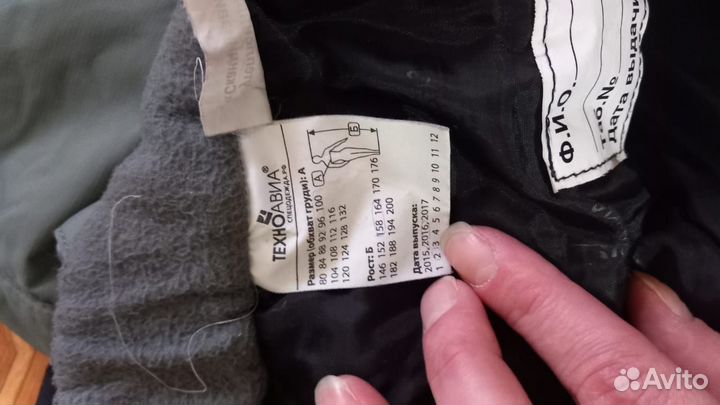 ТЕХНОАВИА®
СПЕЦОДЕЖДА.РФ
Б
А
Размер (обхват груди): А
80 84 88 92 96 100
104 108 112 116
120 124 128 132
Рост: Б
146 152 158 164 170 176
182 188 194 200
Дата выпуска:
2015, 2016, 2017
1 2 3 4 5 6 7 8 9 10 11 12
Ф.И.О.
Таб.№
Дата выдачи
Avito